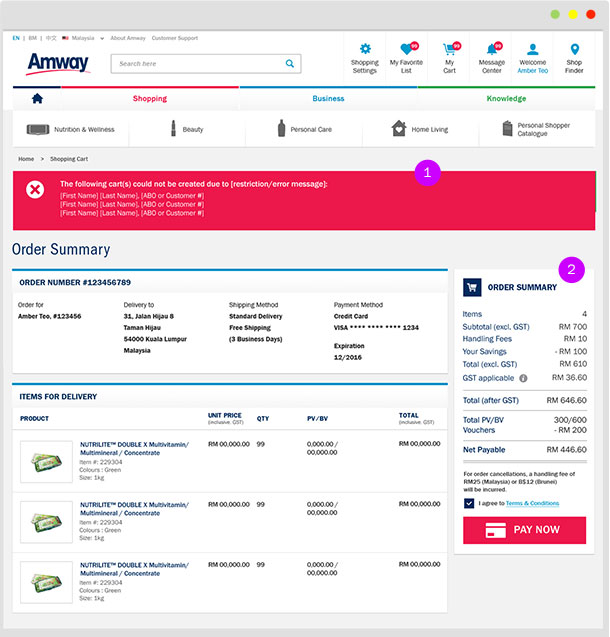 EN | BM | 中文 Malaysia About Amway Customer Support
Amway
Search here
Shopping Settings
99
My Favorite List
99
My Cart
99
Message Center
Welcome Amber Teo
Shop Finder
Shopping
Business
Knowledge
Nutrition & Wellness
Beauty
Personal Care
Home Living
Personal Shopper Catalogue
Home > Shopping Cart
1
The following cart(s) could not be created due to [restriction/error message]:
[First Name] [Last Name], [ABO or Customer #]
[First Name] [Last Name], [ABO or Customer #]
[First Name] [Last Name], [ABO or Customer #]
Order Summary
ORDER NUMBER #123456789
Order for
Amber Teo, #123456
Delivery to
31, Jalan Hijau 8
Taman Hijau
54000 Kuala Lumpur
Malaysia
Shipping Method
Standard Delivery
Free Shipping
(3 Business Days)
Payment Method
Credit Card
VISA **** **** **** 1234
Expiration
12/2016
2
ORDER SUMMARY
Items 4
Subtotal (excl. GST) RM 700
Handling Fees RM 10
Your Savings - RM 100
Total (excl. GST) RM 610
GST applicable i RM 36.60
Total (after GST) RM 646.60
Total PV/BV 300/600
Vouchers - RM 200
Net Payable RM 446.60
For order cancellations, a handling fee of
RM25 (Malaysia) or B$12 (Brunei)
will be incurred.
I agree to Terms & Conditions
PAY NOW
ITEMS FOR DELIVERY
PRODUCT
UNIT PRICE
(inclusive. GST)
QTY
PV/BV
TOTAL
(inclusive. GST)
NUTRILITE™ DOUBLE X Multivitamin/
Multimineral / Concentrate
Item #: 229304
Colours : Green
Size: 1kg
RM 00,000.00 99
0,000.00 /
00,000.00
RM 00,000.00
NUTRILITE™ DOUBLE X Multivitamin/
Multimineral / Concentrate
Item #: 229304
Colours : Green
Size: 1kg
RM 00,000.00 99
0,000.00 /
00,000.00
RM 00,000.00
NUTRILITE™ DOUBLE X Multivitamin/
Multimineral / Concentrate
Item #: 229304
Colours : Green
Size: 1kg
RM 00,000.00 99
0,000.00 /
00,000.00
RM 00,000.00